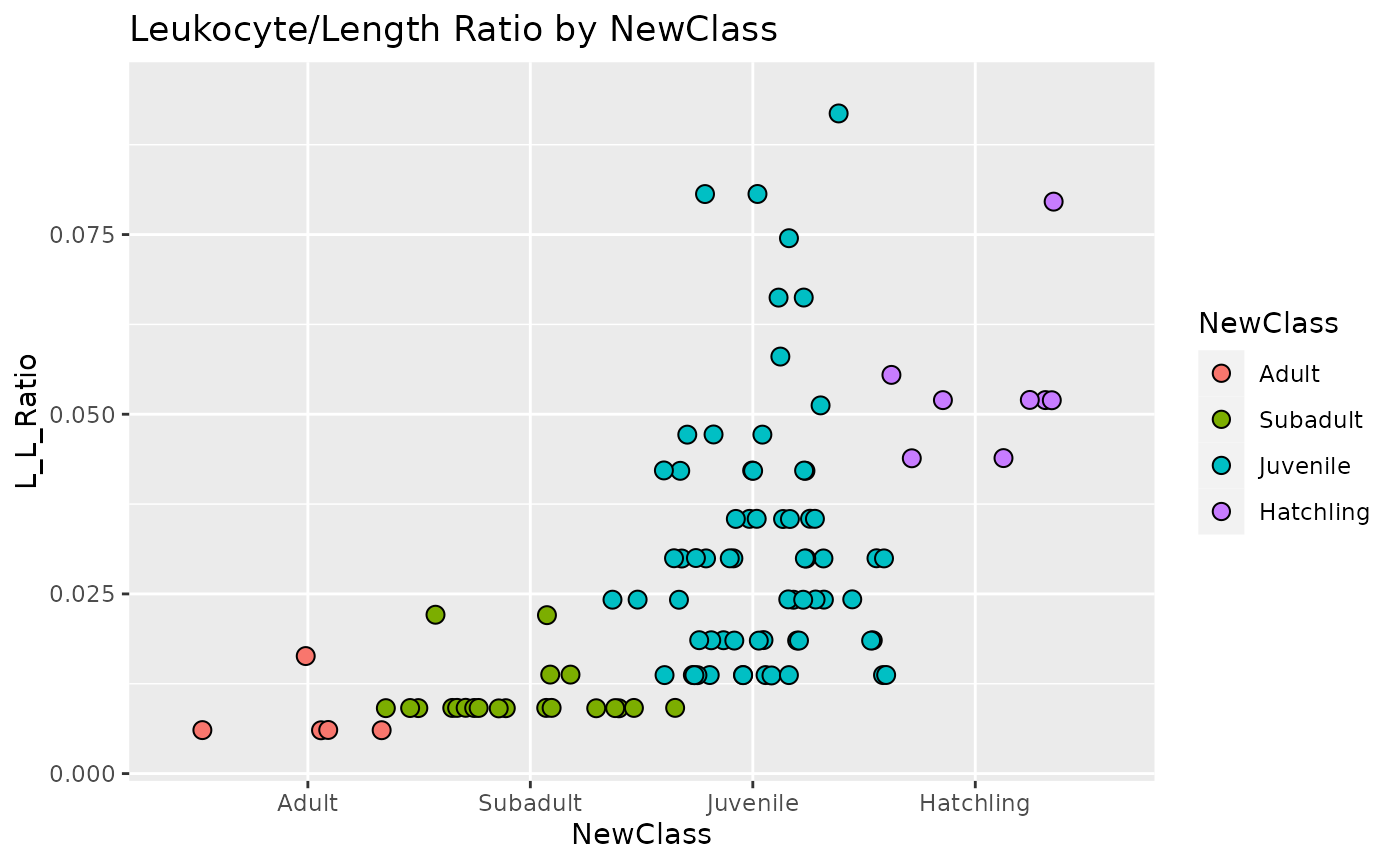 Leukocyte/Length Ratio by NewClass
L_L_Ratio
0.075
0.050
0.025
0.000
Adult Subadult Juvenile Hatchling
NewClass
NewClass
Adult
Subadult
Juvenile
Hatchling